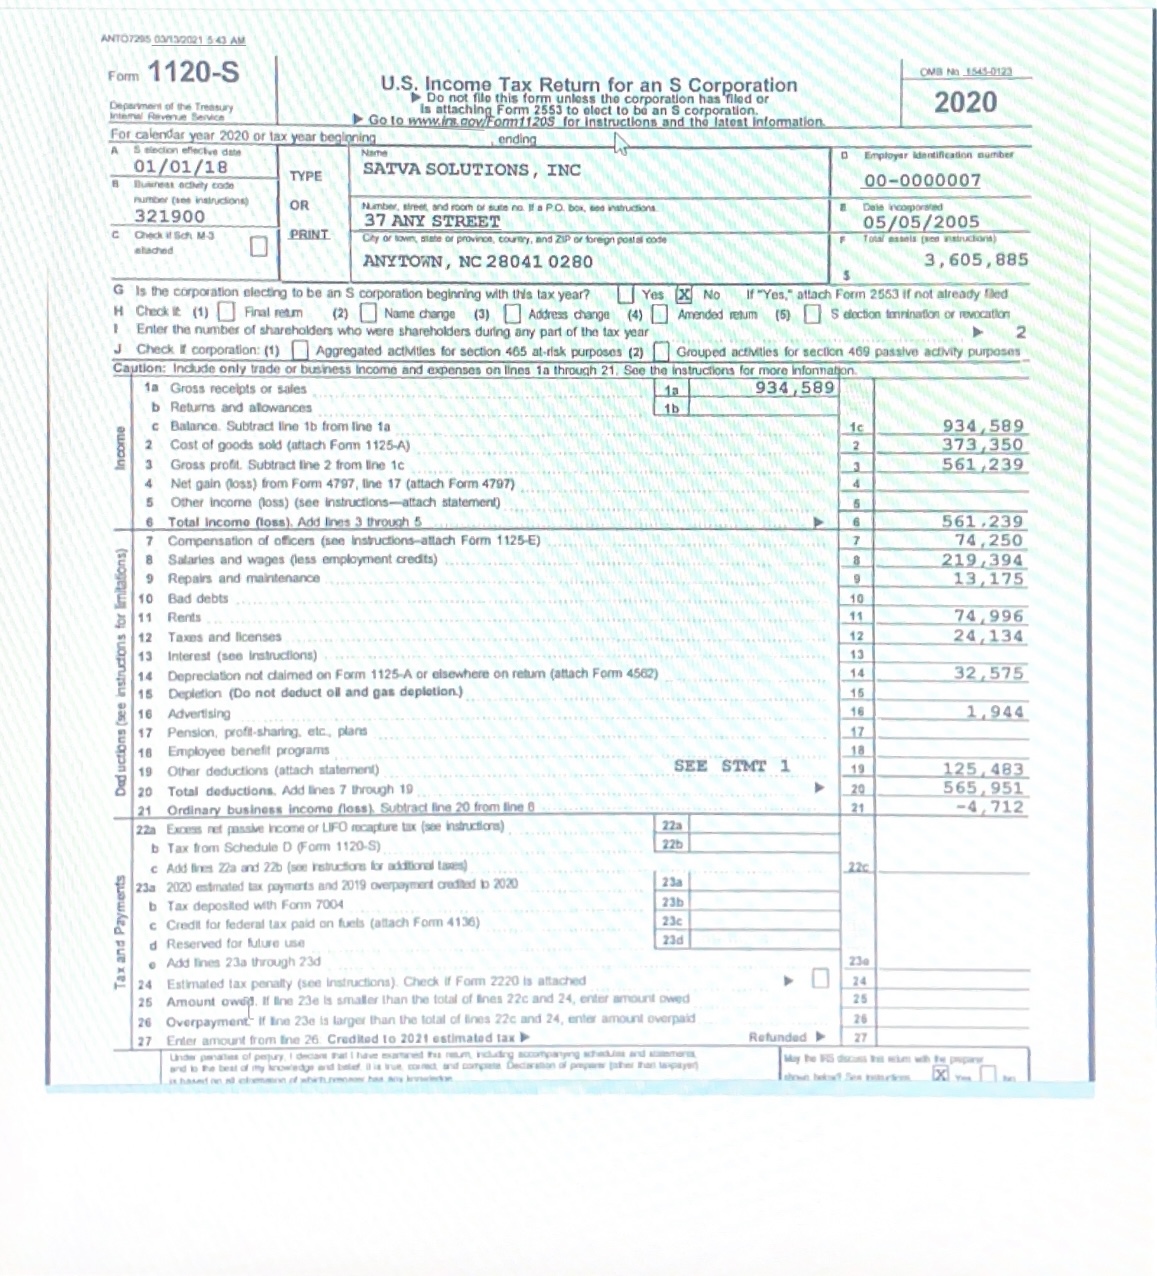 ANTO7295 03/13/2021 5:43 AM
Form 1120-S
Department of the Treasury
Internal Revenue Service
U.S. Income Tax Return for an S Corporation
▶ Do not file this form unless the corporation has filed or
is attaching Form 2553 to elect to be an S corporation.
▶ Go to www.irs.gov/Form1120S for instructions and the latest information.
OMB No. 1545-0123
2020
For calendar year 2020 or tax year beginning , ending
A S election effective date
01/01/18
B Business activity code
number (see instructions)
321900
C Check if Sch. M-3
attached
TYPE
OR
PRINT
Name
SATVA SOLUTIONS, INC
Number, street, and room or suite no. If a P.O. box, see instructions.
37 ANY STREET
City or town, state or province, country, and ZIP or foreign postal code
ANYTOWN, NC 28041 0280
D Employer identification number
00-0000007
E Date incorporated
05/05/2005
F Total assets (see instructions)
$ 3,605,885
G Is the corporation electing to be an S corporation beginning with this tax year? Yes X No If "Yes," attach Form 2553 if not already filed
H Check if: (1) Final return (2) Name change (3) Address change (4) Amended return (5) S election termination or revocation
I Enter the number of shareholders who were shareholders during any part of the tax year ▶ 2
J Check if corporation: (1) Aggregated activities for section 465 at-risk purposes (2) Grouped activities for section 469 passive activity purposes
Caution: Include only trade or business income and expenses on lines 1a through 21. See the instructions for more information.
Income
1a Gross receipts or sales 1a 934,589
b Returns and allowances 1b
c Balance. Subtract line 1b from line 1a 1c 934,589
2 Cost of goods sold (attach Form 1125-A) 2 373,350
3 Gross profit. Subtract line 2 from line 1c 3 561,239
4 Net gain (loss) from Form 4797, line 17 (attach Form 4797) 4
5 Other income (loss) (see instructions—attach statement) 5
6 Total income (loss). Add lines 3 through 5 ▶ 6 561,239
Deductions (see instructions for limitations)
7 Compensation of officers (see instructions–attach Form 1125-E) 7 74,250
8 Salaries and wages (less employment credits) 8 219,394
9 Repairs and maintenance 9 13,175
10 Bad debts 10
11 Rents 11 74,996
12 Taxes and licenses 12 24,134
13 Interest (see instructions) 13
14 Depreciation not claimed on Form 1125-A or elsewhere on return (attach Form 4562) 14 32,575
15 Depletion (Do not deduct oil and gas depletion.) 15
16 Advertising 16 1,944
17 Pension, profit-sharing, etc., plans 17
18 Employee benefit programs 18
19 Other deductions (attach statement) SEE STMT 1 19 125,483
20 Total deductions. Add lines 7 through 19 ▶ 20 565,951
21 Ordinary business income (loss). Subtract line 20 from line 6 21 -4,712
Tax and Payments
22a Excess net passive income or LIFO recapture tax (see instructions) 22a
b Tax from Schedule D (Form 1120-S) 22b
c Add lines 22a and 22b (see instructions for additional taxes) 22c
23a 2020 estimated tax payments and 2019 overpayment credited to 2020 23a
b Tax deposited with Form 7004 23b
c Credit for federal tax paid on fuels (attach Form 4136) 23c
d Reserved for future use 23d
e Add lines 23a through 23d 23e
24 Estimated tax penalty (see instructions). Check if Form 2220 is attached ▶ 24
25 Amount owed. If line 23e is smaller than the total of lines 22c and 24, enter amount owed 25
26 Overpayment. If line 23e is larger than the total of lines 22c and 24, enter amount overpaid 26
27 Enter amount from line 26: Credited to 2021 estimated tax ▶ Refunded ▶ 27
Under penalties of perjury, I declare that I have examined this return, including accompanying schedules and statements,
and to the best of my knowledge and belief, it is true, correct, and complete. Declaration of preparer (other than taxpayer)
is based on all information of which preparer has any knowledge.
May the IRS discuss this return with the preparer
shown below? See instructions. X Yes No